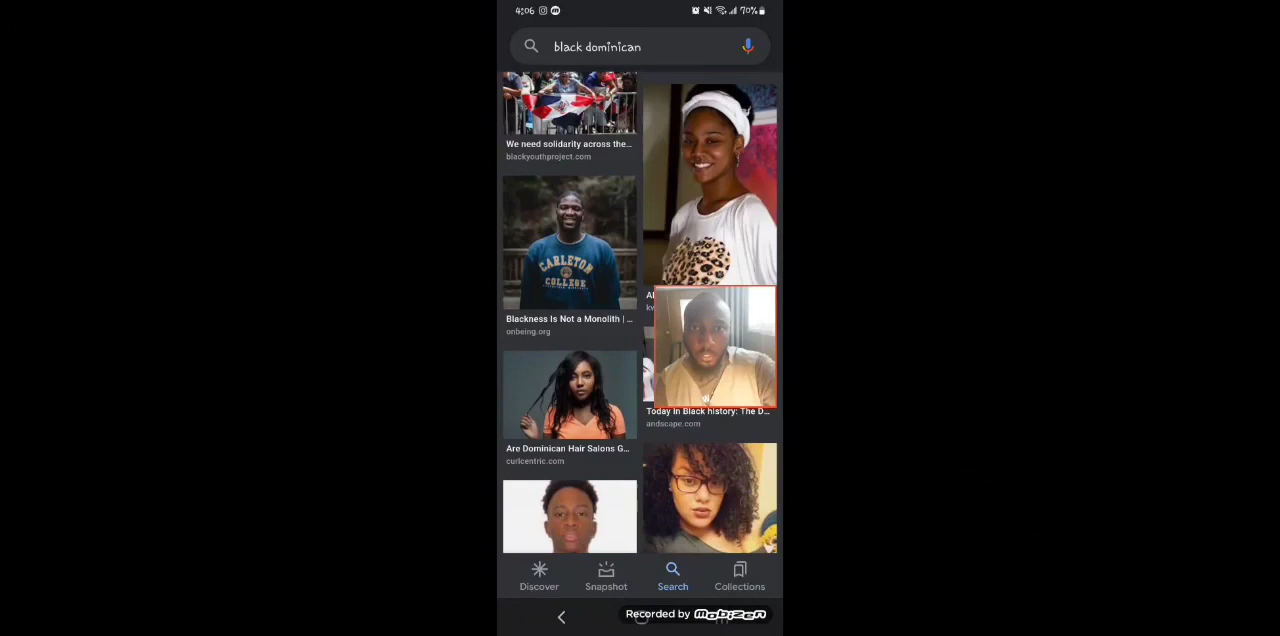 4:06
70%
black dominican
We need solidarity across the...
blackyouthproject.com
CARLETON
COLLEGE
Blackness Is Not a Monolith | ...
onbeing.org
Today In Black history: The D...
andscape.com
Are Dominican Hair Salons G...
curlcentric.com
Discover
Snapshot
Search
Collections
Recorded by mobizen